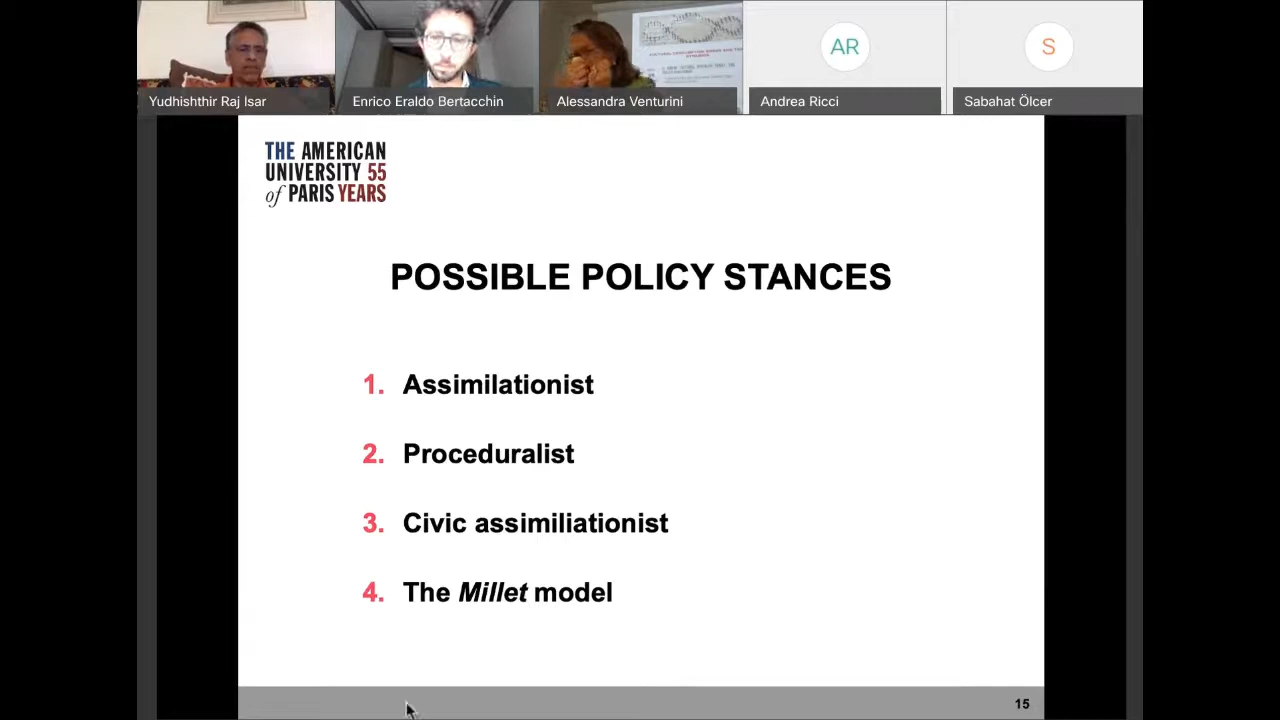 Yudhishthir Raj Isar
Enrico Eraldo Bertacchin
Alessandra Venturini
AR
Andrea Ricci
S
Sabahat Ölcer
THE AMERICAN
UNIVERSITY 55
of PARIS YEARS
POSSIBLE POLICY STANCES
1. Assimilationist
2. Proceduralist
3. Civic assimiliationist
4. The Millet model
15